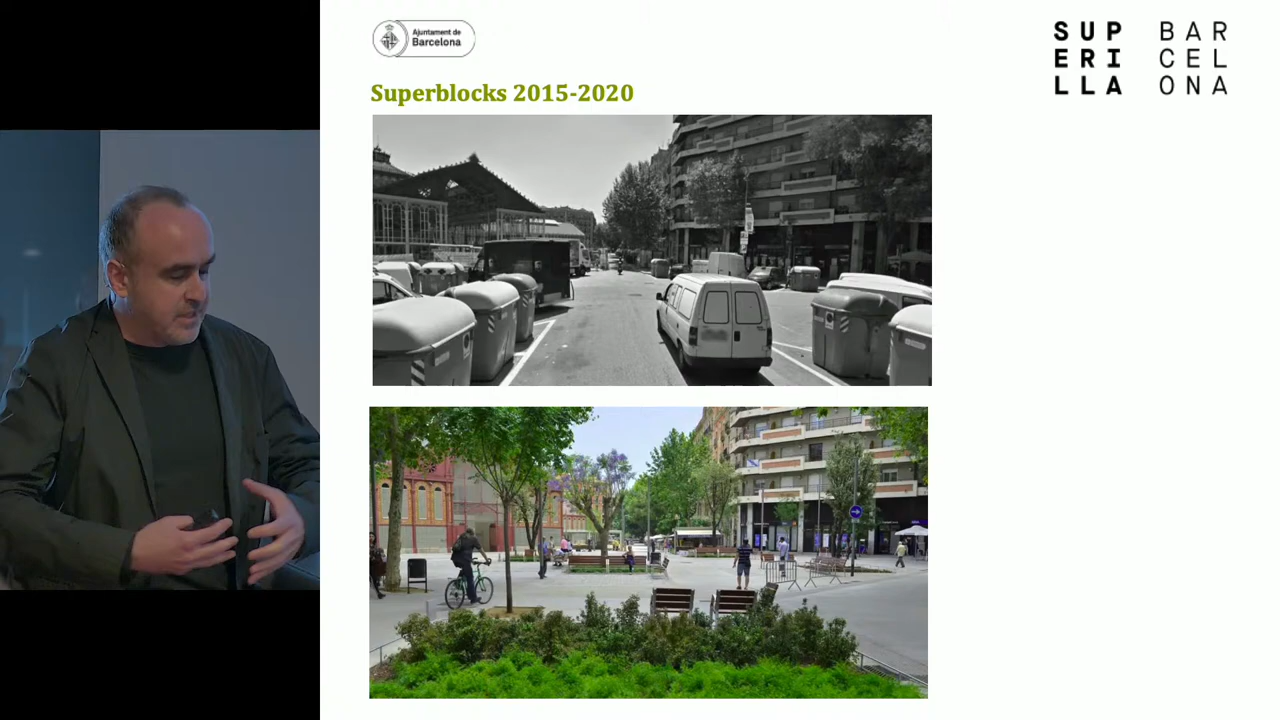 Ajuntament de
Barcelona
Superblocks 2015-2020
SUP BAR
ERI CEL
LLA ONA